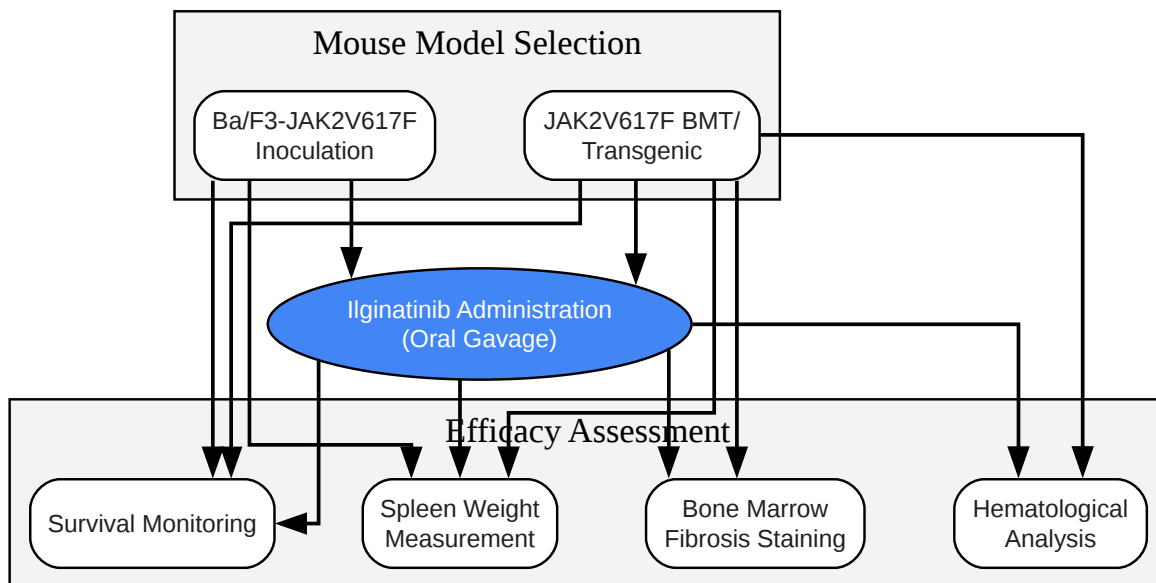 Mouse Model Selection
Ba/F3-JAK2V617F
Inoculation
JAK2V617F BMT/
Transgenic
Ilginatinib Administration
(Oral Gavage)
Efficacy Assessment
Survival Monitoring
Spleen Weight
Measurement
Bone Marrow
Fibrosis Staining
Hematological
Analysis